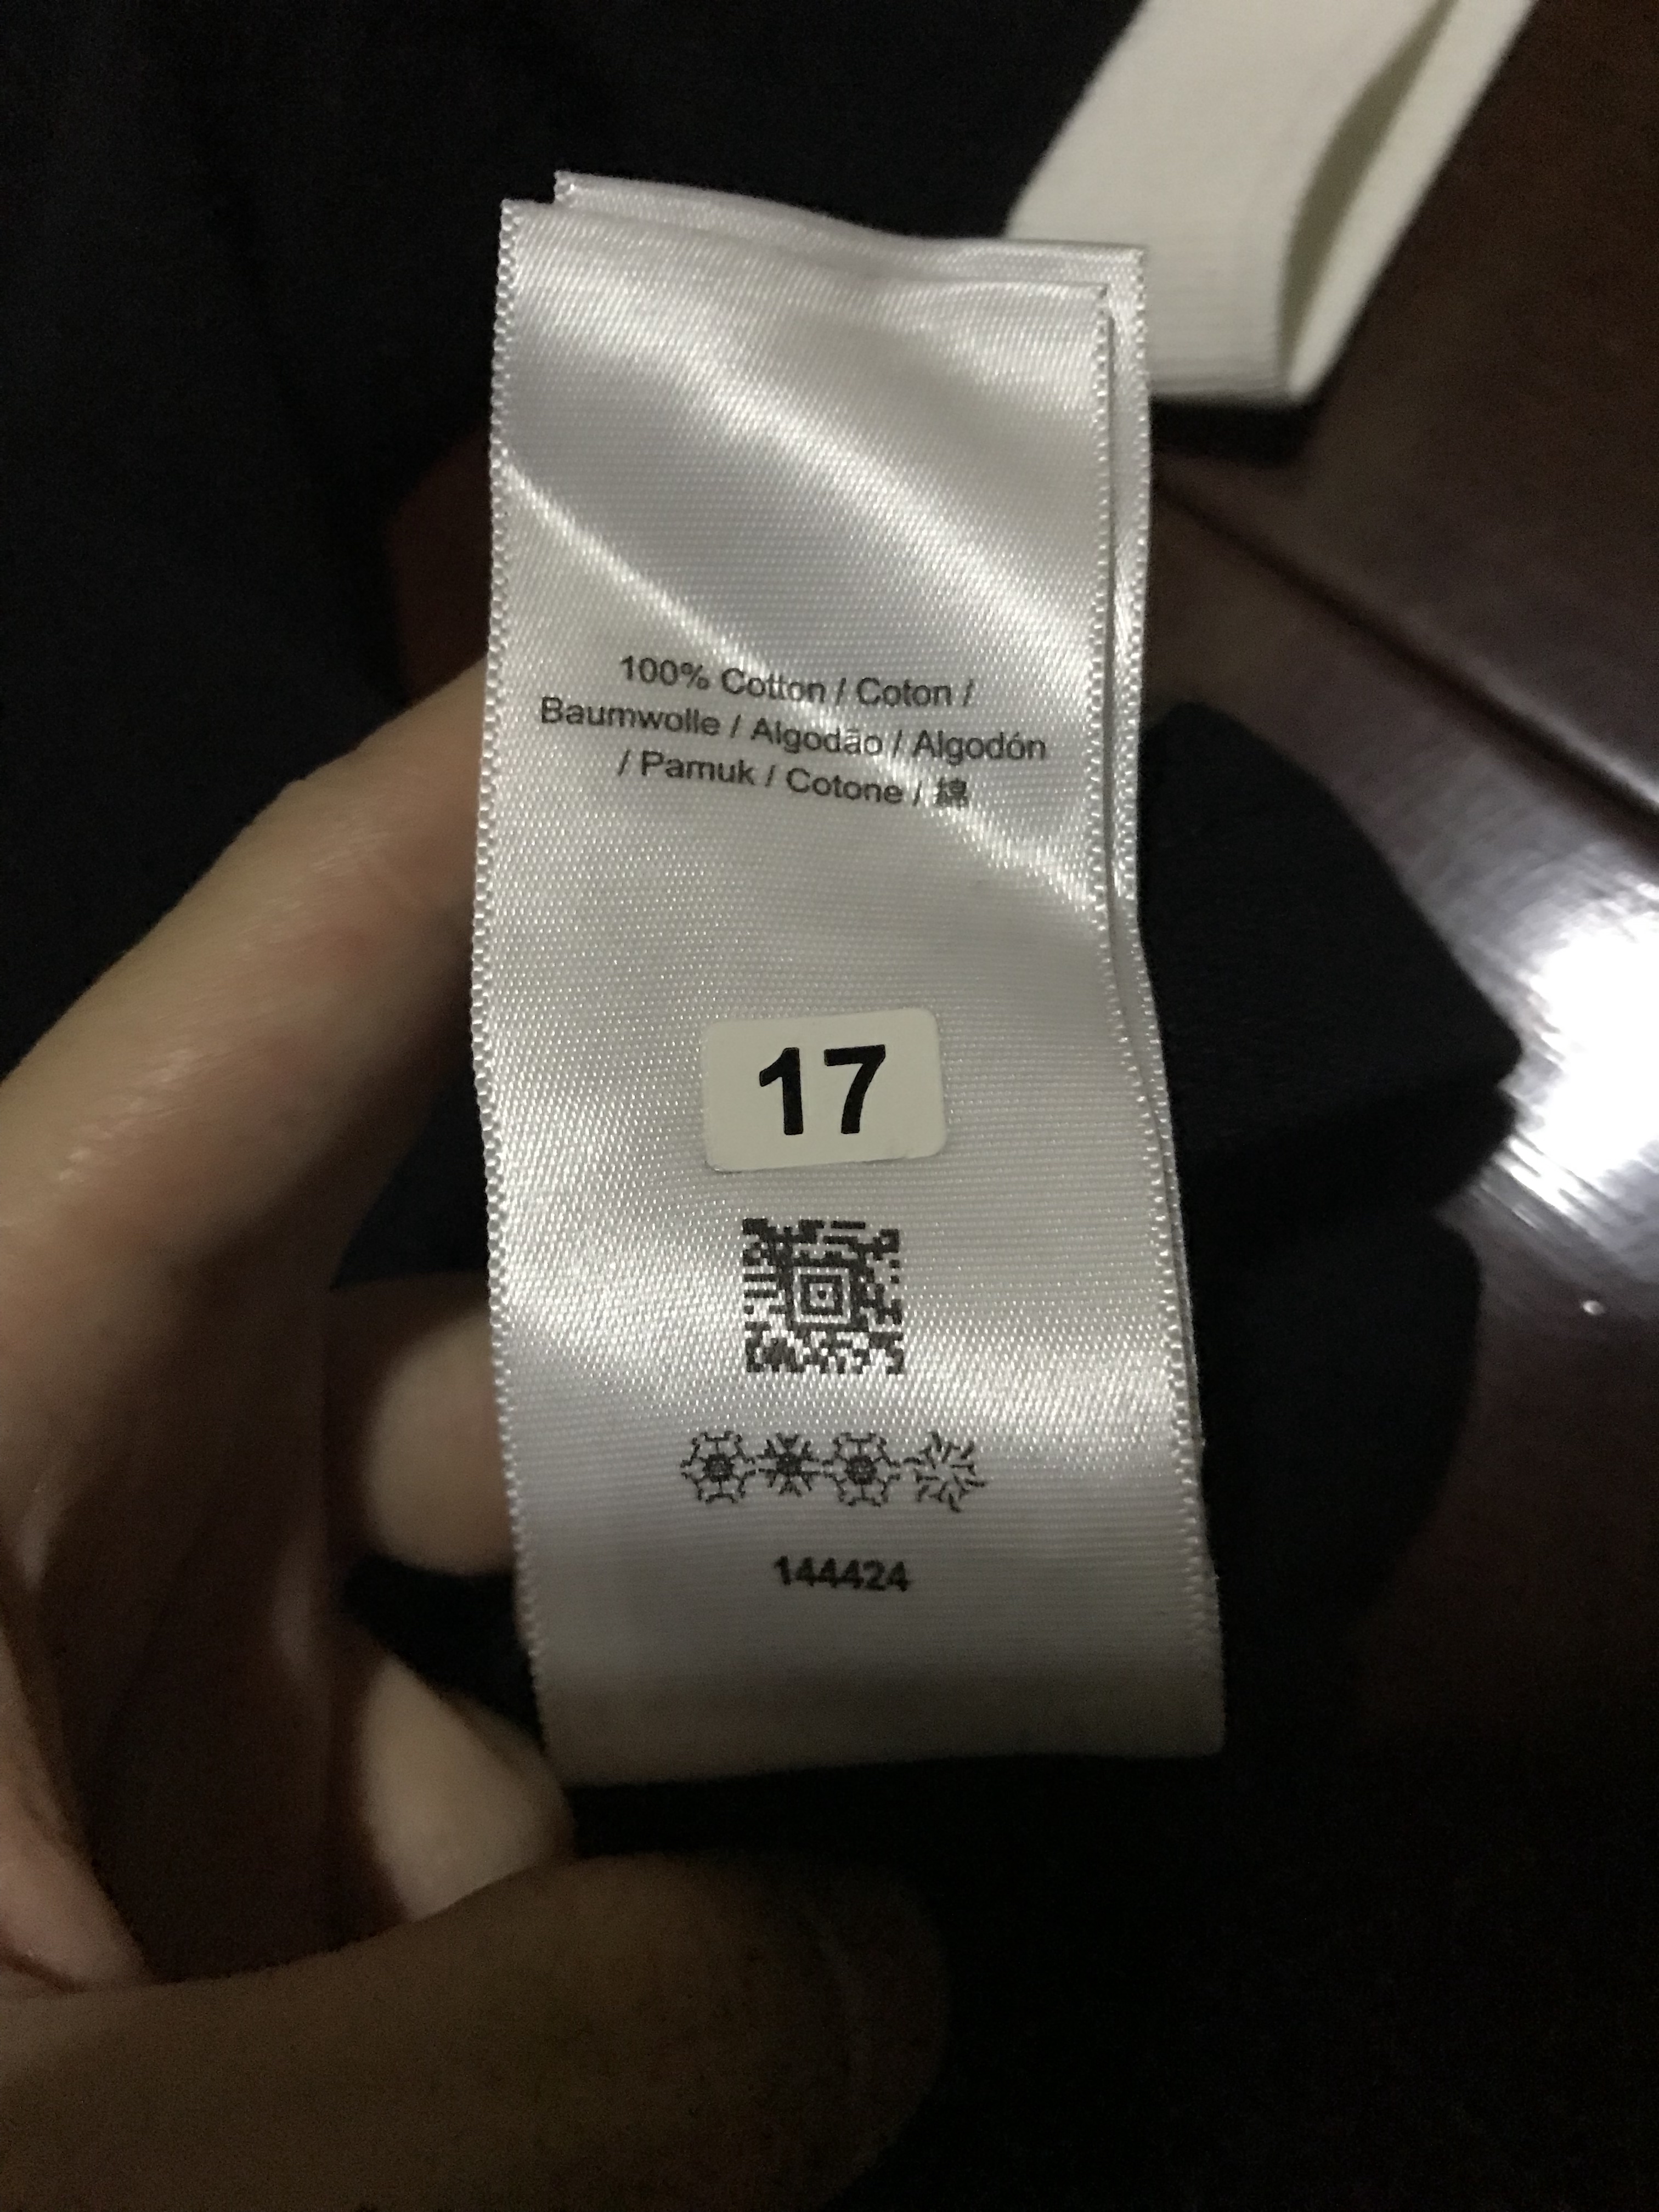 100% Cotton / Coton /
Baumwolle / Algodão / Algodón
/ Pamuk / Cotone / 綿
17
144424